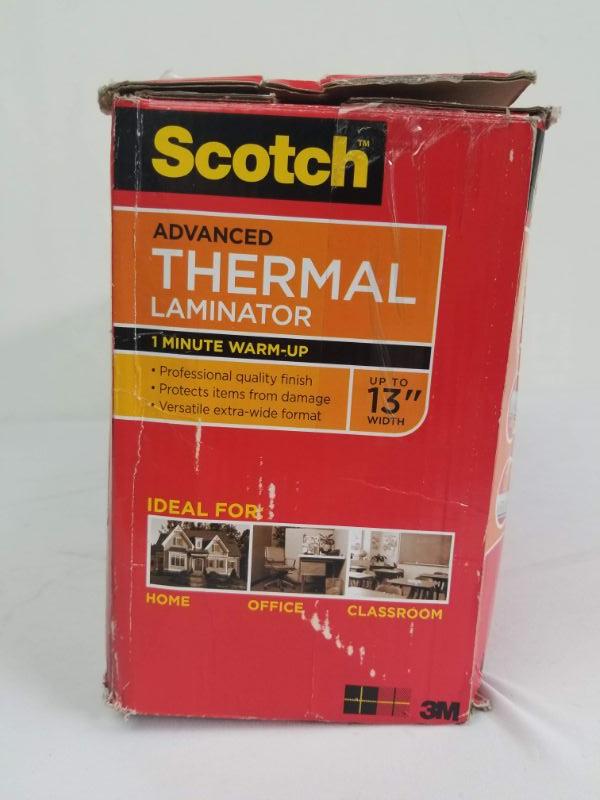 Scotch™
ADVANCED
THERMAL
LAMINATOR
1 MINUTE WARM-UP
• Professional quality finish
• Protects items from damage
• Versatile extra-wide format
UP TO
13"
WIDTH
IDEAL FOR:
HOME
OFFICE
CLASSROOM
3M